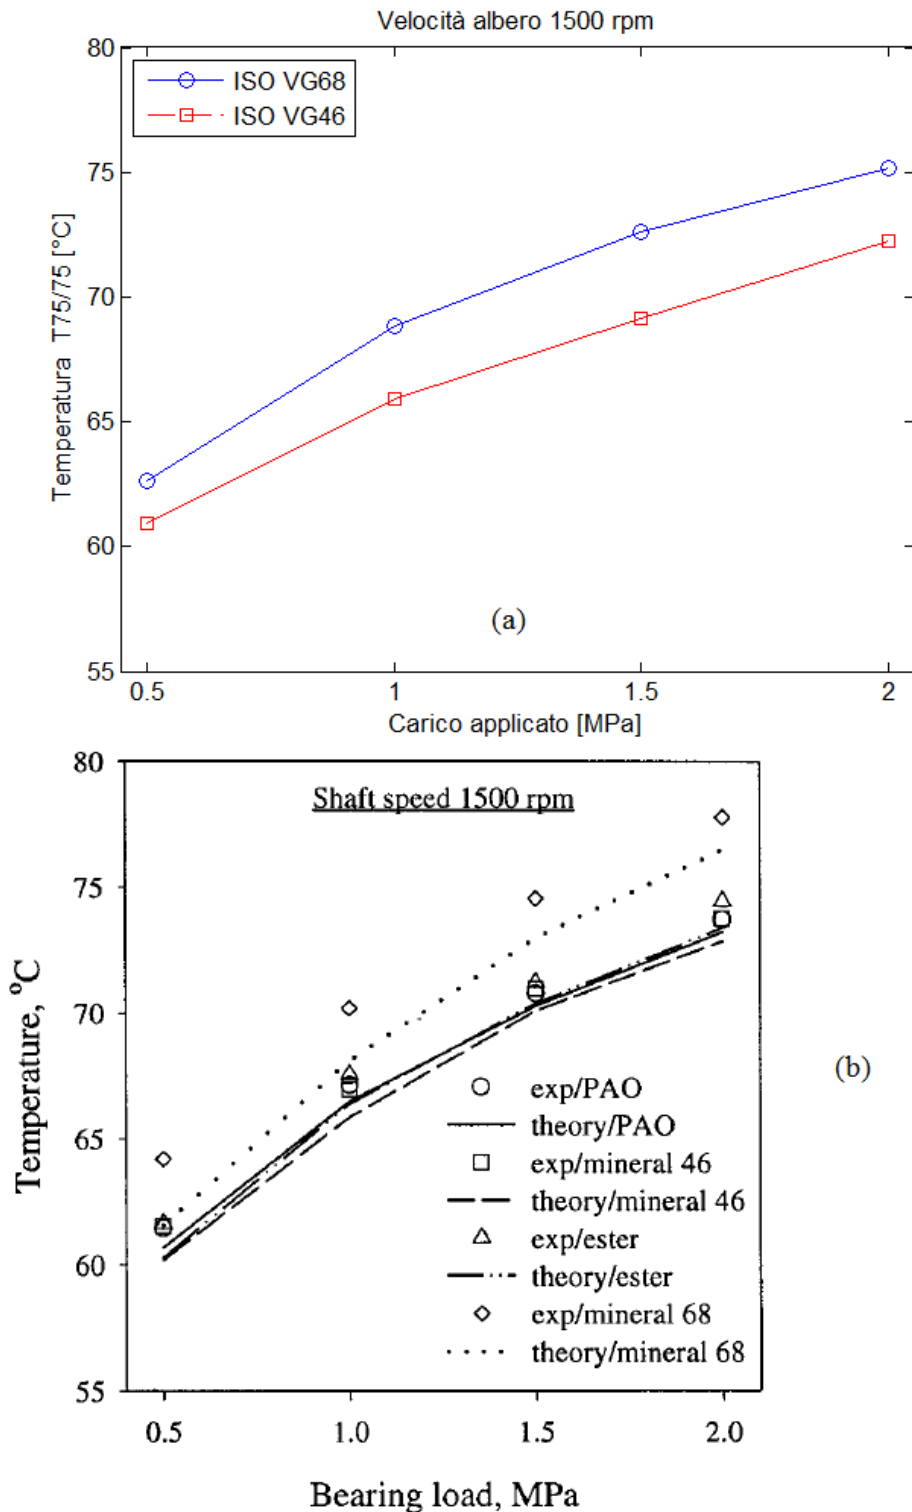 Velocità albero 1500 rpm
80
ISO VG68
ISO VG46
75
70
65
60
55
Temperatura T75/75 [°C]
(a)
0.5 1 1.5 2
Carico applicato [MPa]
80
Shaft speed 1500 rpm
75
70
65
60
55
Temperature, °C
(b)
exp/PAO
theory/PAO
exp/mineral 46
theory/mineral 46
exp/ester
theory/ester
exp/mineral 68
theory/mineral 68
0.5 1.0 1.5 2.0
Bearing load, MPa